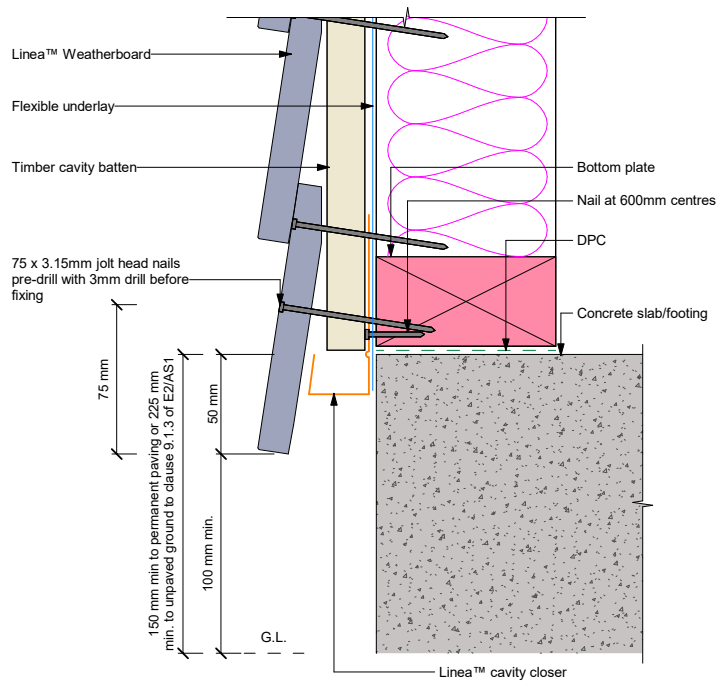 Linea™ Weatherboard
Flexible underlay
Timber cavity batten
75 x 3.15mm jolt head nails
pre-drill with 3mm drill before
fixing
Bottom plate
Nail at 600mm centres
DPC
Concrete slab/footing
75 mm
150 mm min to permanent paving or 225 mm
min. to unpaved ground to clause 9.1.3 of E2/AS1
50 mm
100 mm min.
G.L.
Linea™ cavity closer